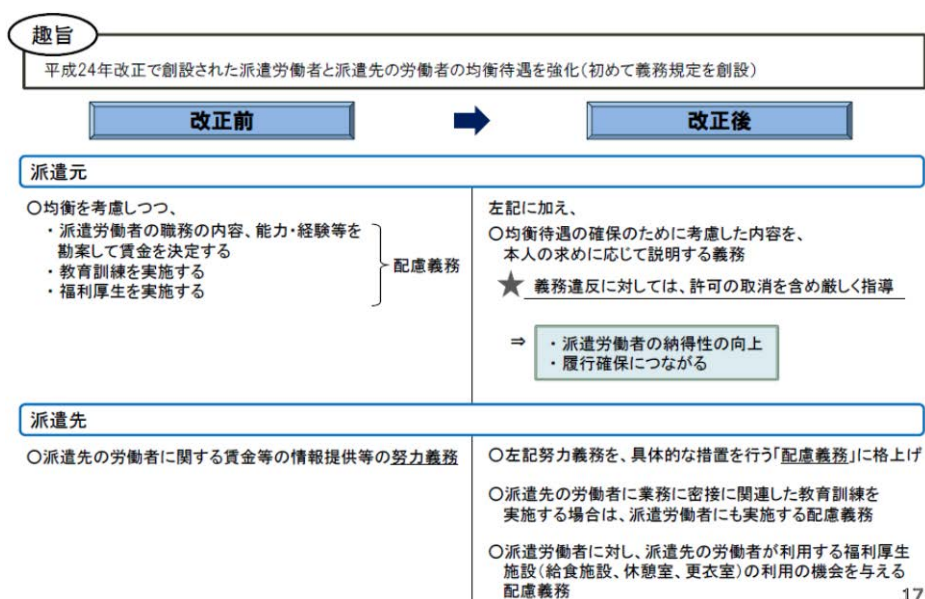 趣旨
平成24年改正で創設された派遣労働者と派遣先の労働者の均衡待遇を強化(初めて義務規定を創設)
改正前
改正後
派遣元
○均衡を考慮しつつ、
・派遣労働者の職務の内容、能力・経験等を
勘案して賃金を決定する
・教育訓練を実施する
・福利厚生を実施する
配慮義務
左記に加え、
○均衡待遇の確保のために考慮した内容を、
本人の求めに応じて説明する義務
★ 義務違反に対しては、許可の取消を含め厳しく指導
⇒
・派遣労働者の納得性の向上
・履行確保につながる
派遣先
○派遣先の労働者に関する賃金等の情報提供等の努力義務
○左記努力義務を、具体的な措置を行う「配慮義務」に格上げ
○派遣先の労働者に業務に密接に関連した教育訓練を
実施する場合は、派遣労働者にも実施する配慮義務
○派遣労働者に対し、派遣先の労働者が利用する福利厚生
施設(給食施設、休憩室、更衣室)の利用の機会を与える
配慮義務
17